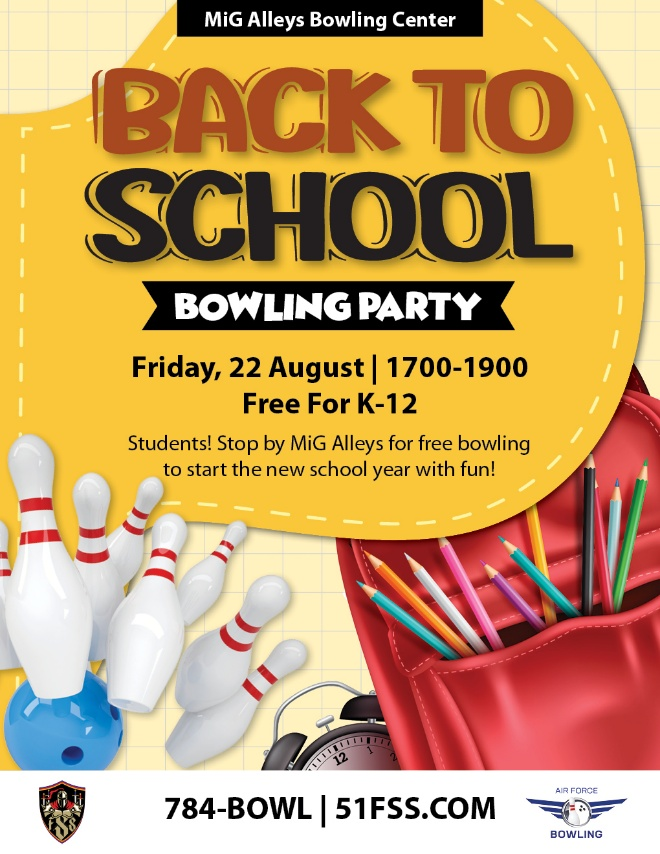 MiG Alleys Bowling Center
BACK TO
SCHOOL
BOWLING PARTY
Friday, 22 August | 1700-1900
Free For K-12
Students! Stop by MiG Alleys for free bowling
to start the new school year with fun!
12
1
784-BOWL | 51FSS.COM
AIR FORCE
BOWLING